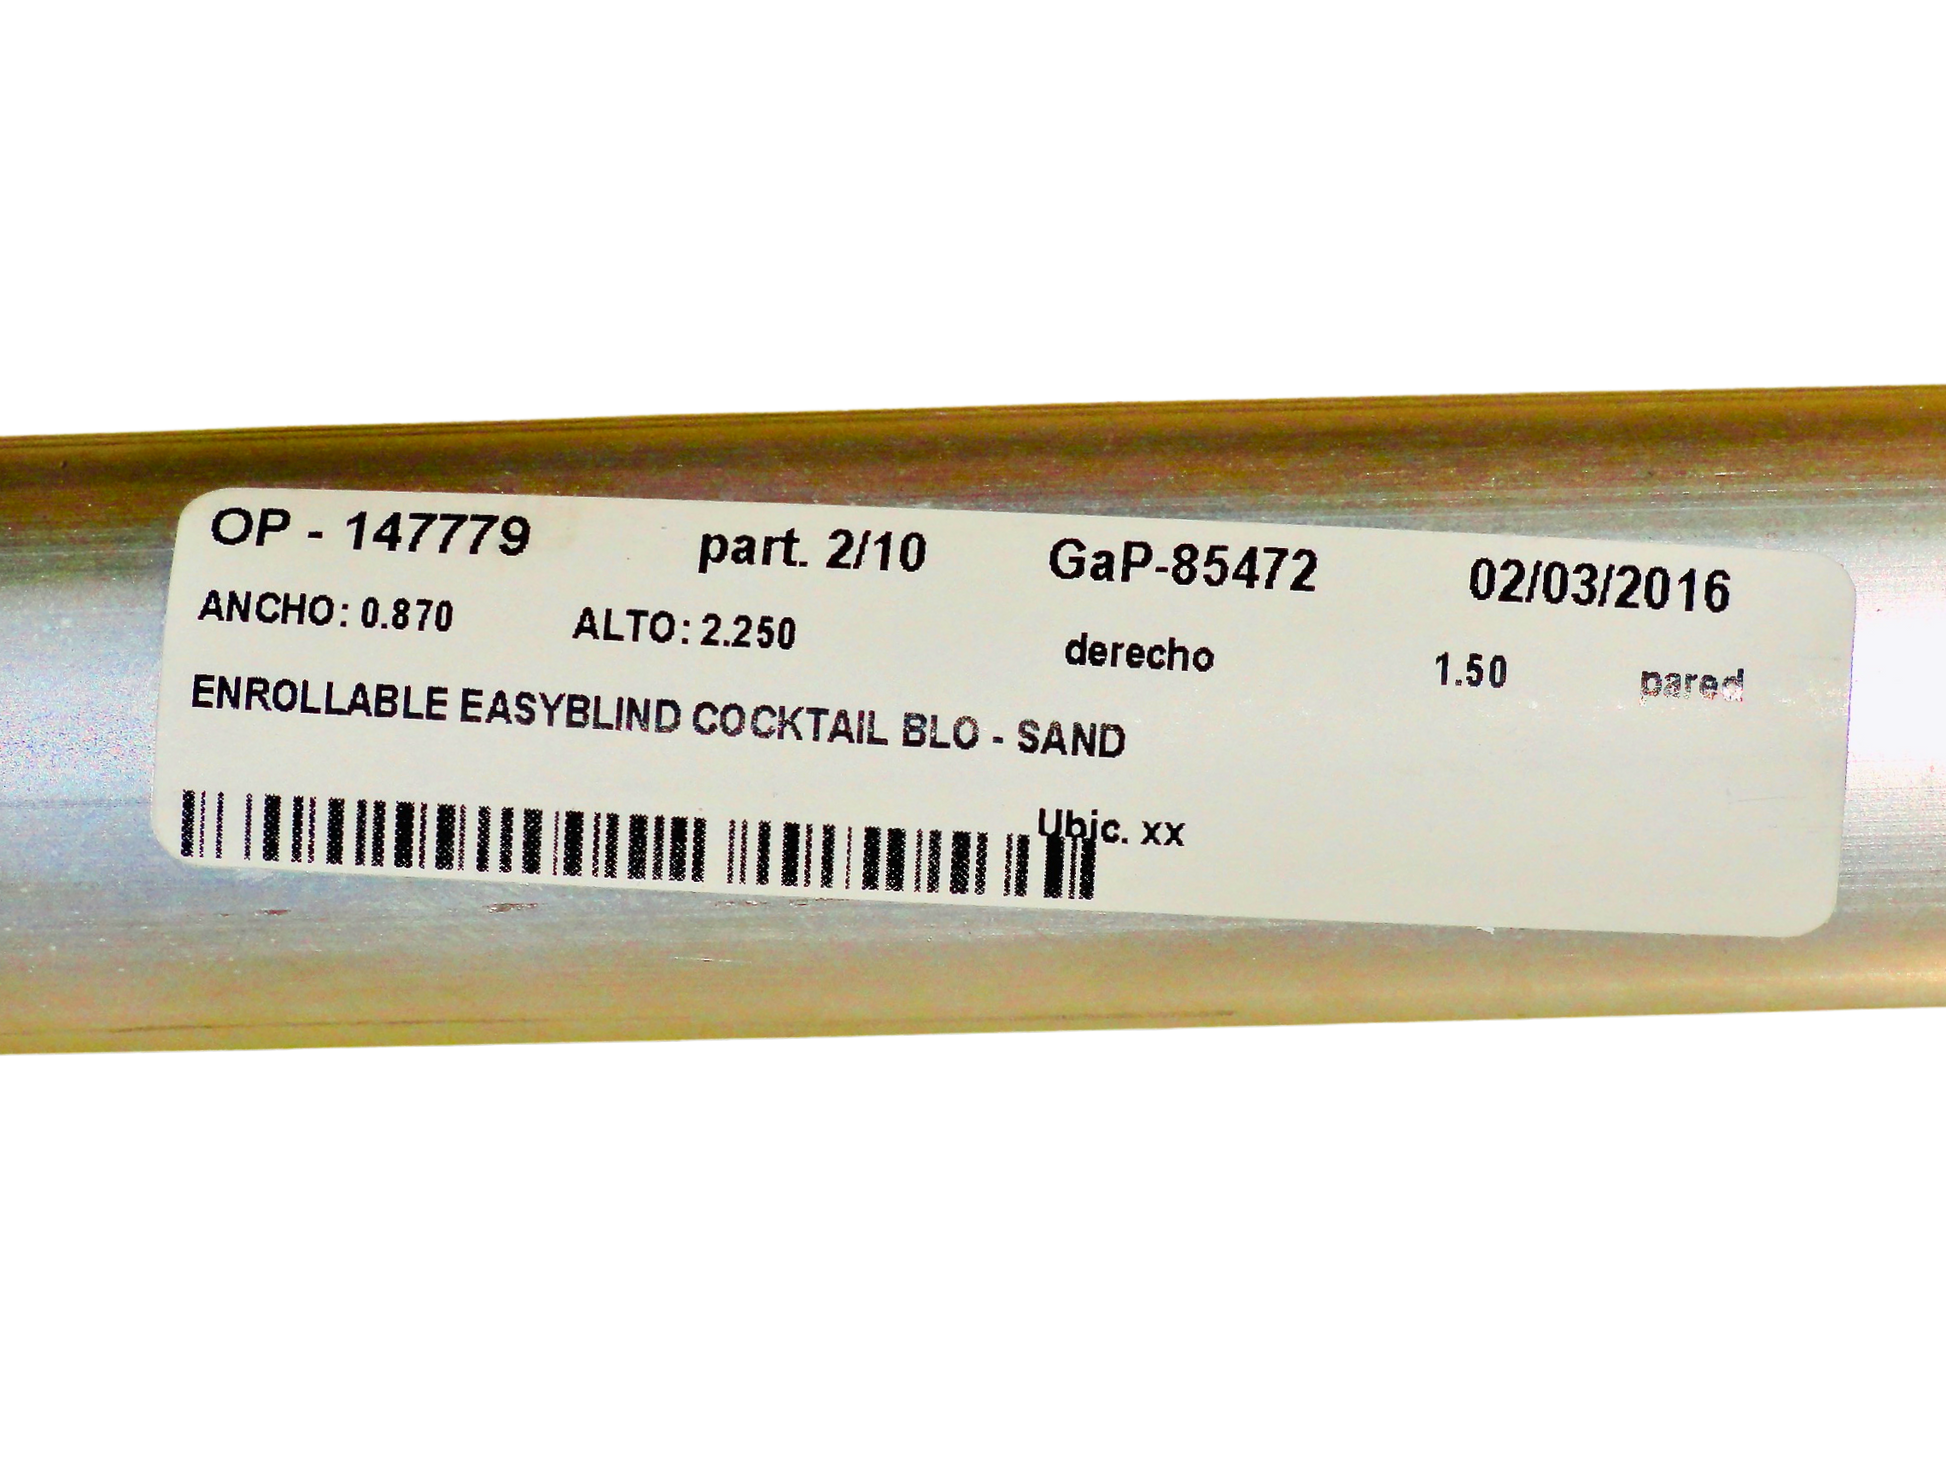 OP - 147779 part. 2/10 GaP-85472 02/03/2016
ANCHO: 0.870 ALTO: 2.250 derecho 1.50 pared
ENROLLABLE EASYBLIND COCKTAIL BLO - SAND
Ubic. xx